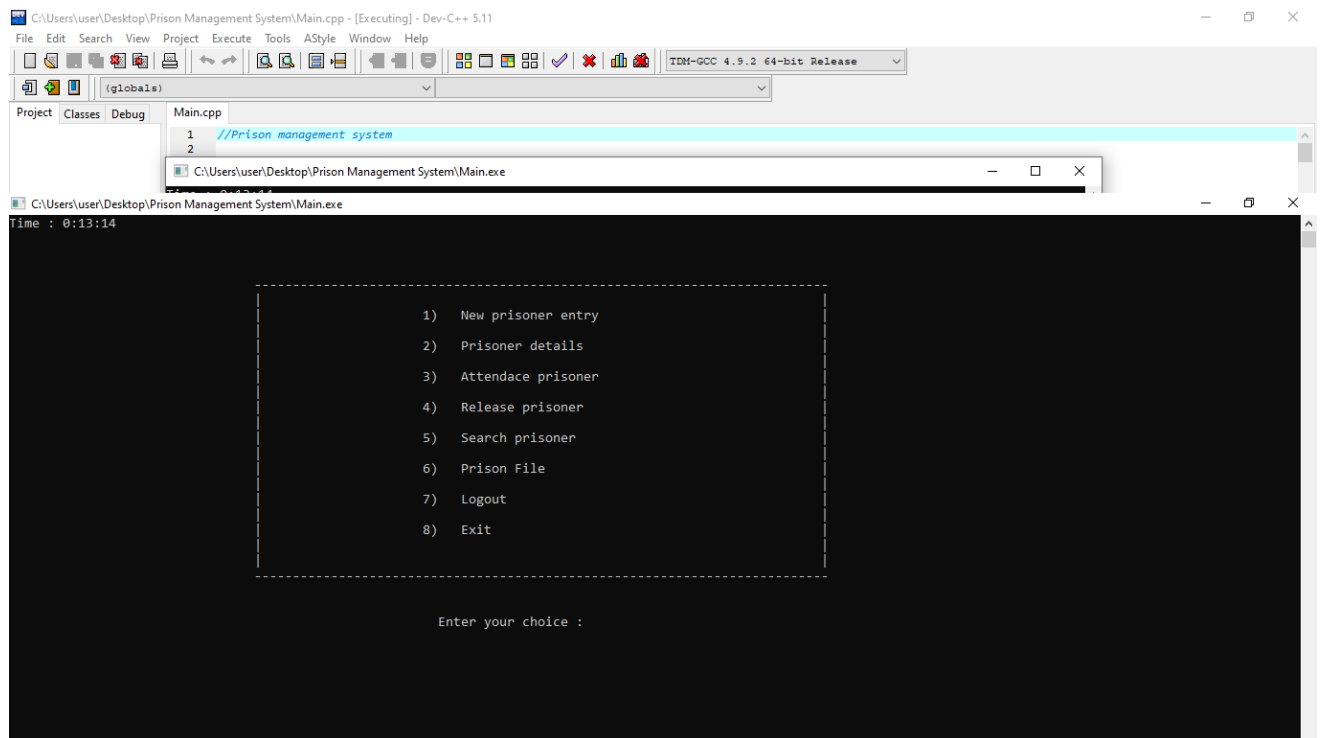 C:\Users\user\Desktop\Prison Management System\Main.cpp - [Executing] - Dev-C++ 5.11
File Edit Search View Project Execute Tools AStyle Window Help
TDM-GCC 4.9.2 64-bit Release
(globals)
Project Classes Debug Main.cpp
1 //Prison management system
2
C:\Users\user\Desktop\Prison Management System\Main.exe
Time : 0:13:14
C:\Users\user\Desktop\Prison Management System\Main.exe
Time : 0:13:14
1) New prisoner entry
2) Prisoner details
3) Attendace prisoner
4) Release prisoner
5) Search prisoner
6) Prison File
7) Logout
8) Exit
Enter your choice :